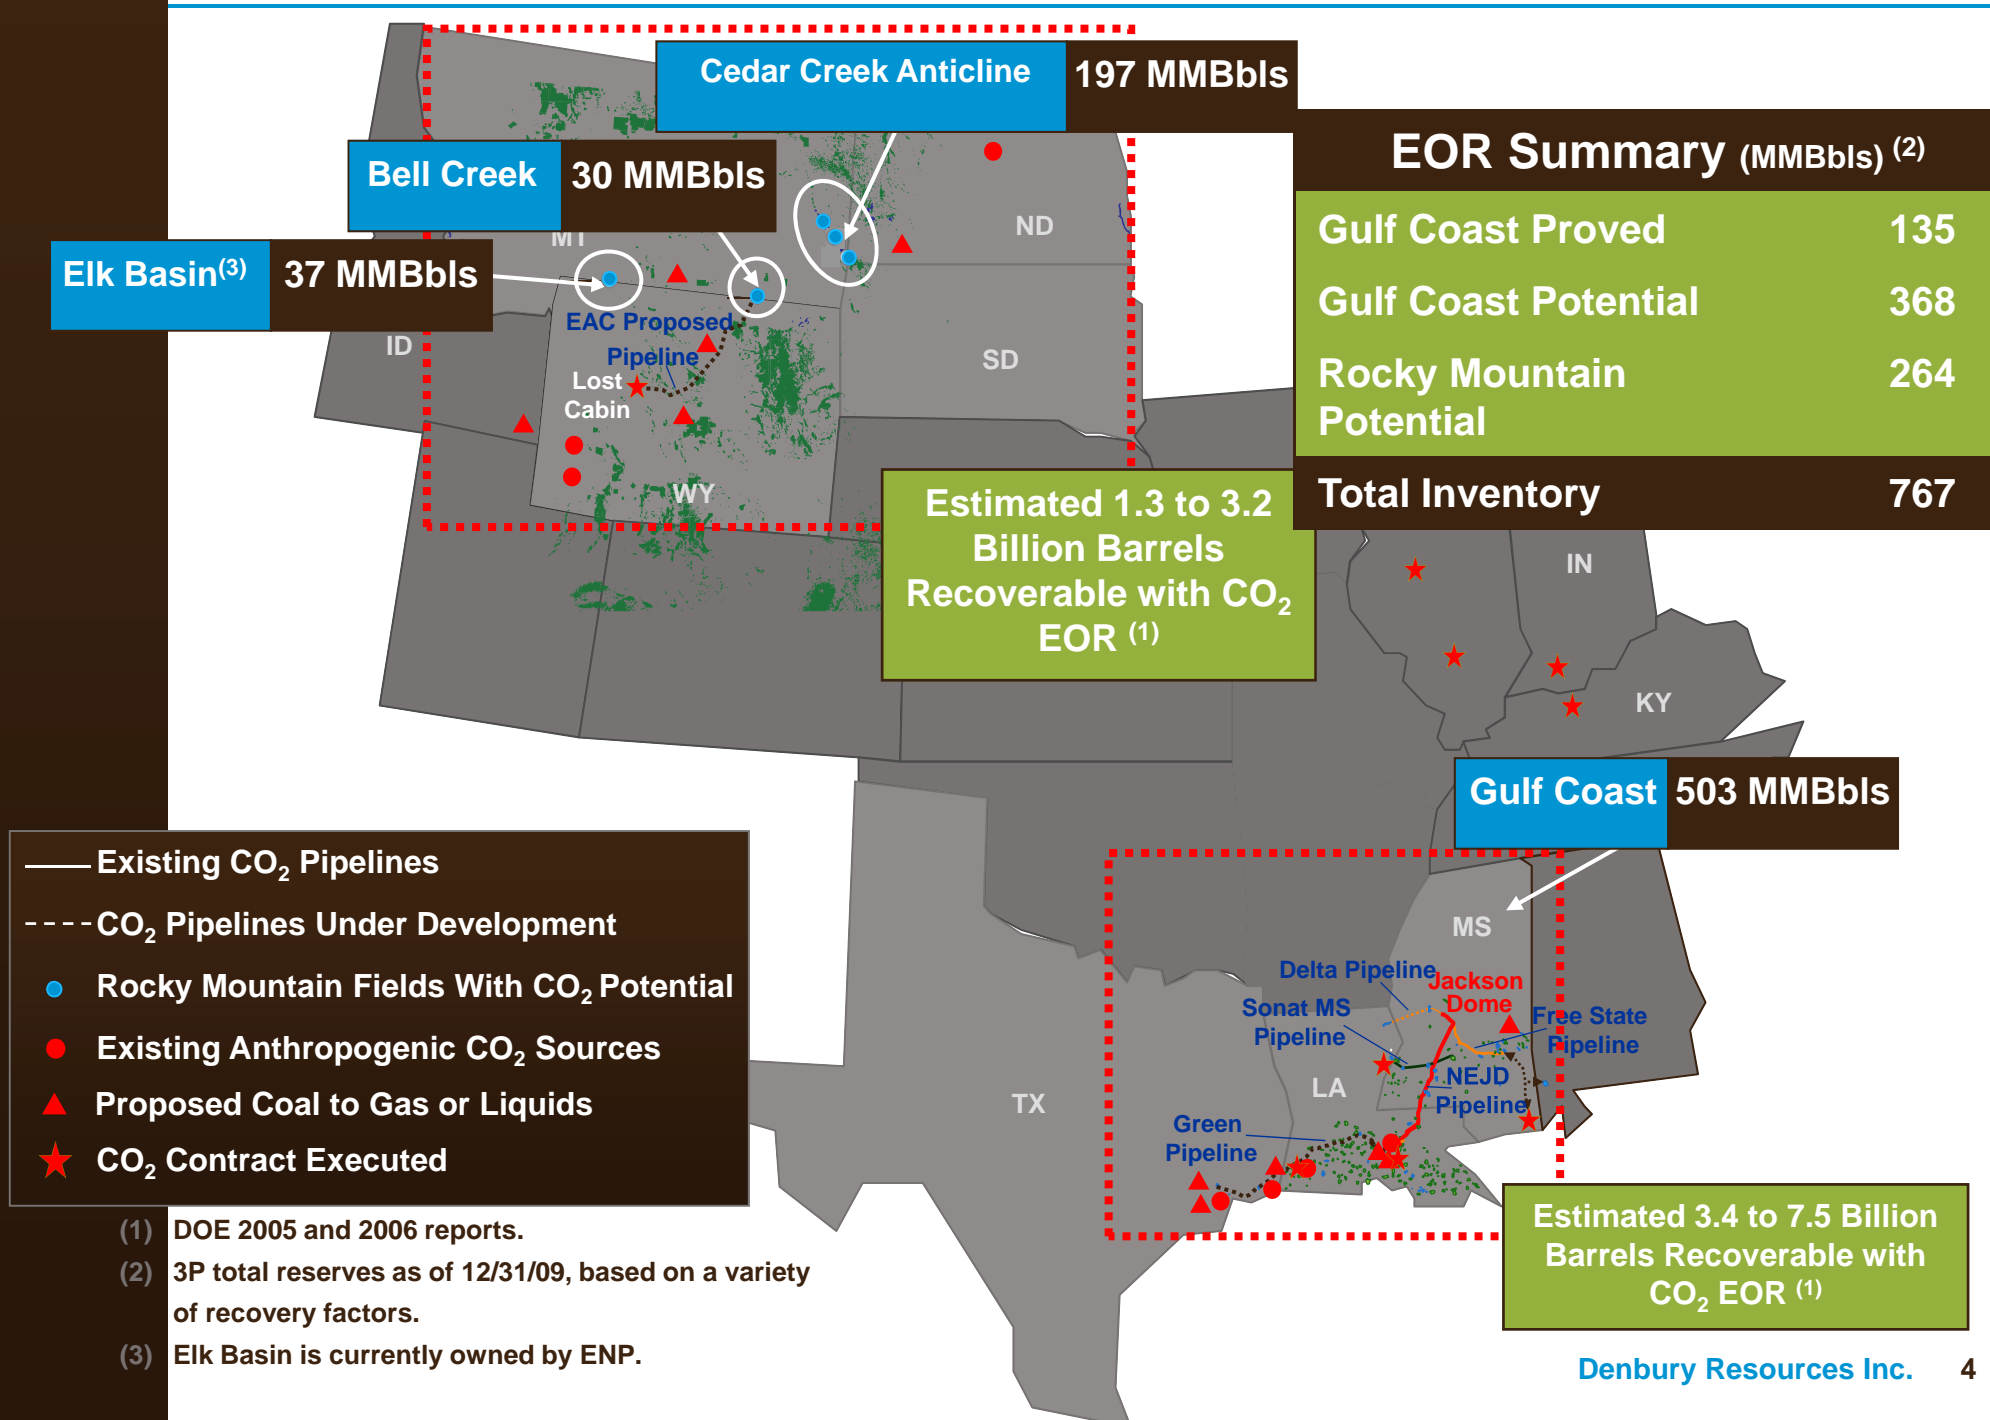 Cedar Creek Anticline 197 MMBbls
Bell Creek 30 MMBbls
Elk Basin(3) 37 MMBbls
EOR Summary (MMBbls) (2)
Gulf Coast Proved 135
Gulf Coast Potential 368
Rocky Mountain 264
Potential
Total Inventory 767
MT
ND
ID
SD
WY
EAC Proposed
Pipeline
Lost
Cabin
Estimated 1.3 to 3.2
Billion Barrels
Recoverable with CO2
EOR (1)
IN
KY
Gulf Coast 503 MMBbls
MS
Delta Pipeline
Jackson
Dome
Sonat MS
Pipeline
Free State
Pipeline
NEJD
Pipeline
LA
TX
Green
Pipeline
Existing CO2 Pipelines
CO2 Pipelines Under Development
Rocky Mountain Fields With CO2 Potential
Existing Anthropogenic CO2 Sources
Proposed Coal to Gas or Liquids
CO2 Contract Executed
Estimated 3.4 to 7.5 Billion
Barrels Recoverable with
CO2 EOR (1)
(1) DOE 2005 and 2006 reports.
(2) 3P total reserves as of 12/31/09, based on a variety
of recovery factors.
(3) Elk Basin is currently owned by ENP.
Denbury Resources Inc. 4